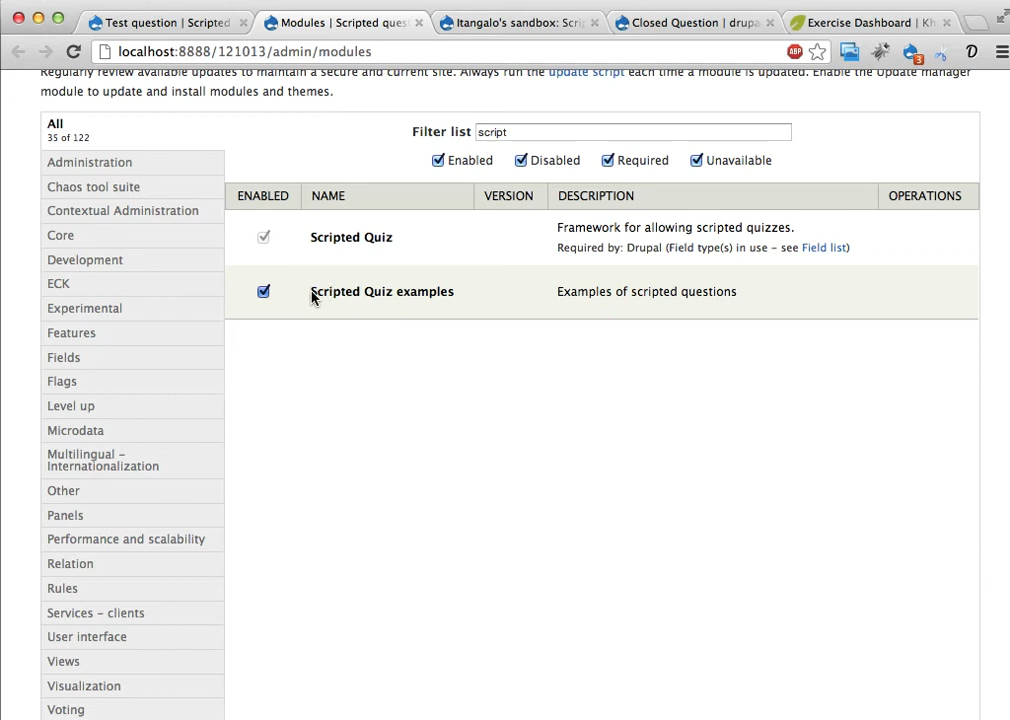 Test question | Scripted
Modules | Scripted ques
Itangalo's sandbox: Scri
Closed Question | drupa
Exercise Dashboard | Kh
localhost:8888/121013/admin/modules
ABP
3
Regularly review available updates to maintain a secure and current site. Always run the update script each time a module is updated. Enable the Update manager
module to update and install modules and themes.
All
35 of 122
Filter list script
Enabled Disabled Required Unavailable
ENABLED NAME VERSION DESCRIPTION OPERATIONS
Scripted Quiz
Framework for allowing scripted quizzes.
Required by: Drupal (Field type(s) in use – see Field list)
Scripted Quiz examples
Examples of scripted questions
Administration
Chaos tool suite
Contextual Administration
Core
Development
ECK
Experimental
Features
Fields
Flags
Level up
Microdata
Multilingual –
Internationalization
Other
Panels
Performance and scalability
Relation
Rules
Services – clients
User interface
Views
Visualization
Voting